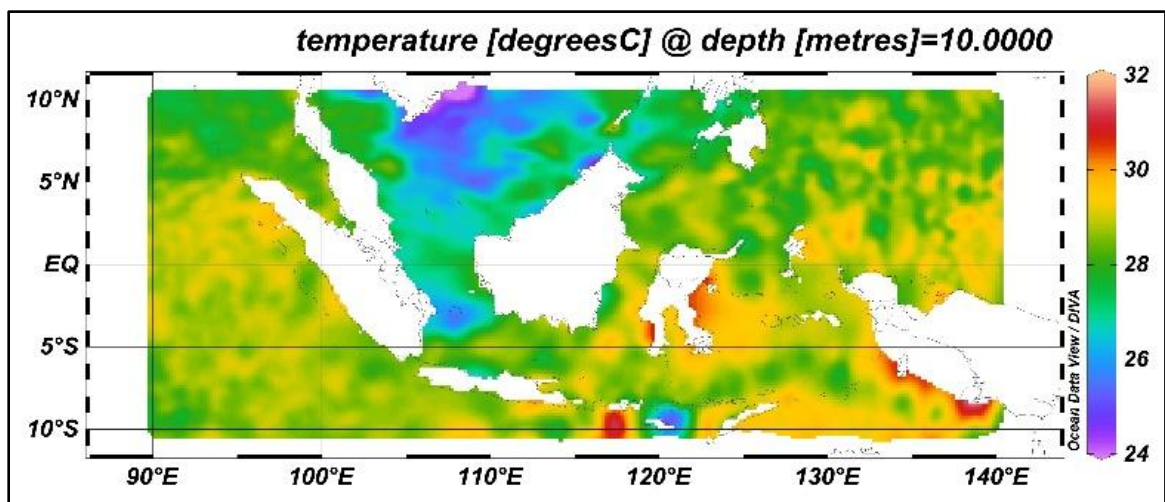 temperature [degreesC] @ depth [metres]=10.0000
10°N
5°N
EQ
5°S
10°S
90°E
100°E
110°E
120°E
130°E
140°E
Ocean Data View / DIVA
32
30
28
26
24